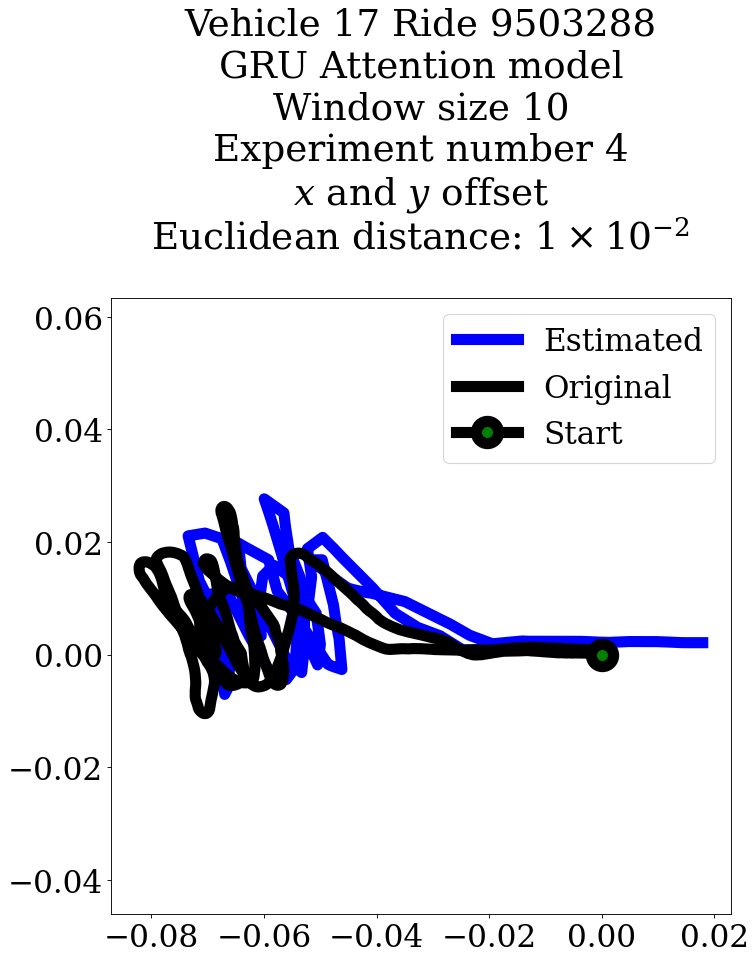 Vehicle 17 Ride 9503288
GRU Attention model
Window size 10
Experiment number 4
x and y offset
Euclidean distance: 1 × 10⁻²
0.06
0.04
0.02
0.00
−0.02
−0.04
Estimated
Original
Start
−0.08 −0.06 −0.04 −0.02 0.00 0.02